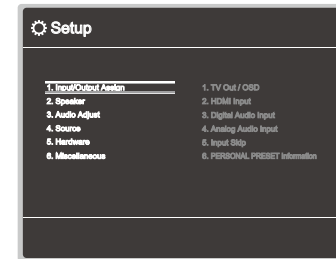 Setup
1. Input/Output Assign
2. Speaker
3. Audio Adjust
4. Source
5. Hardware
6. Miscellaneous
1. TV Out / OSD
2. HDMI Input
3. Digital Audio Input
4. Analog Audio Input
5. Input Skip
6. PERSONAL PRESET Information